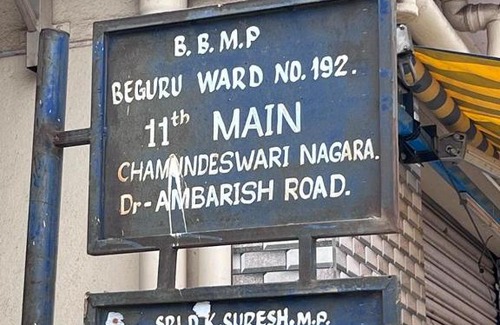 B.B.M.P
BEGURU WARD NO. 192.
11th MAIN
CHAMUNDESWARI NAGARA.
Dr-AMBARISH ROAD.
SRI.D.K.SURESH.M.P.